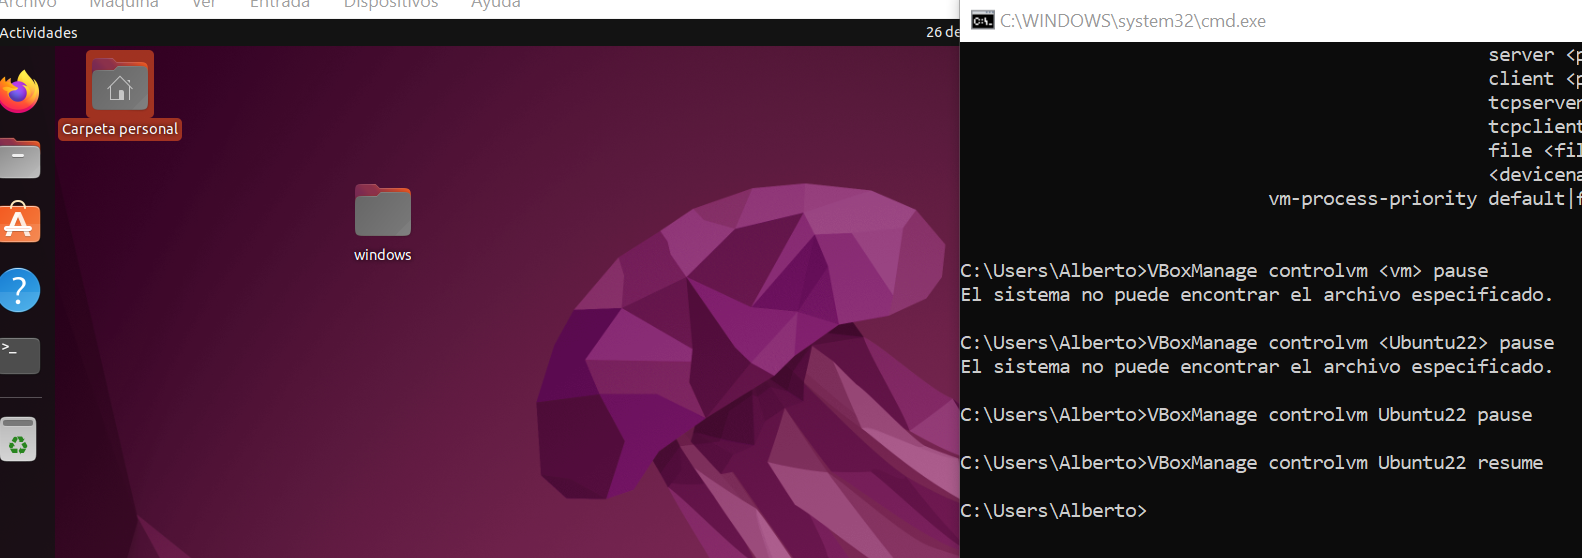 Archivo Máquina Ver Entrada Dispositivos Ayuda
Actividades
26 de
Carpeta personal
windows
C:\WINDOWS\system32\cmd.exe
server <p
client <p
tcpserver
tcpclient
file <fil
<devicena
vm-process-priority default|f
C:\Users\Alberto>VBoxManage controlvm <vm> pause
El sistema no puede encontrar el archivo especificado.
C:\Users\Alberto>VBoxManage controlvm <Ubuntu22> pause
El sistema no puede encontrar el archivo especificado.
C:\Users\Alberto>VBoxManage controlvm Ubuntu22 pause
C:\Users\Alberto>VBoxManage controlvm Ubuntu22 resume
C:\Users\Alberto>